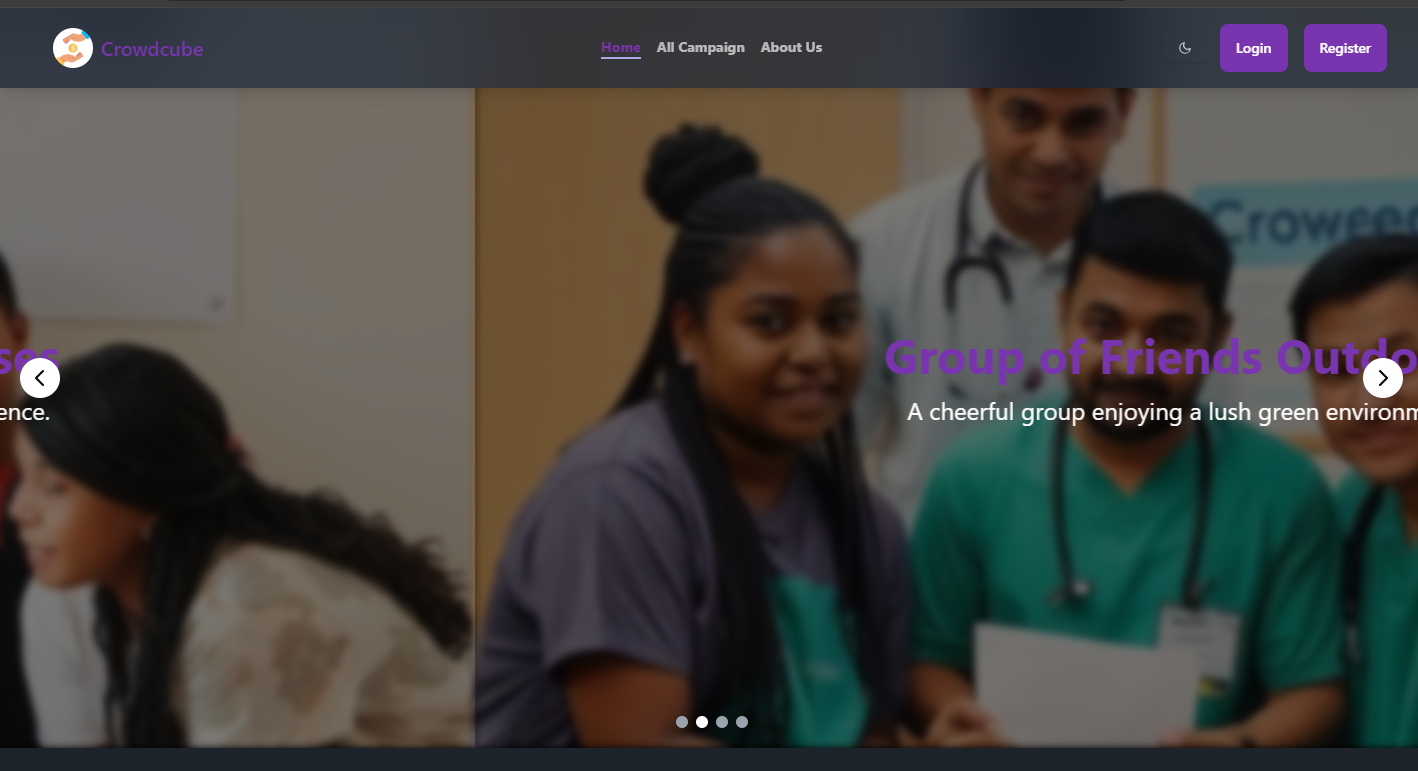 Crowdcube
Home
All Campaign
About Us
Login
Register
Croweed
ses
ence.
Group of Friends Outdo
A cheerful group enjoying a lush green environm